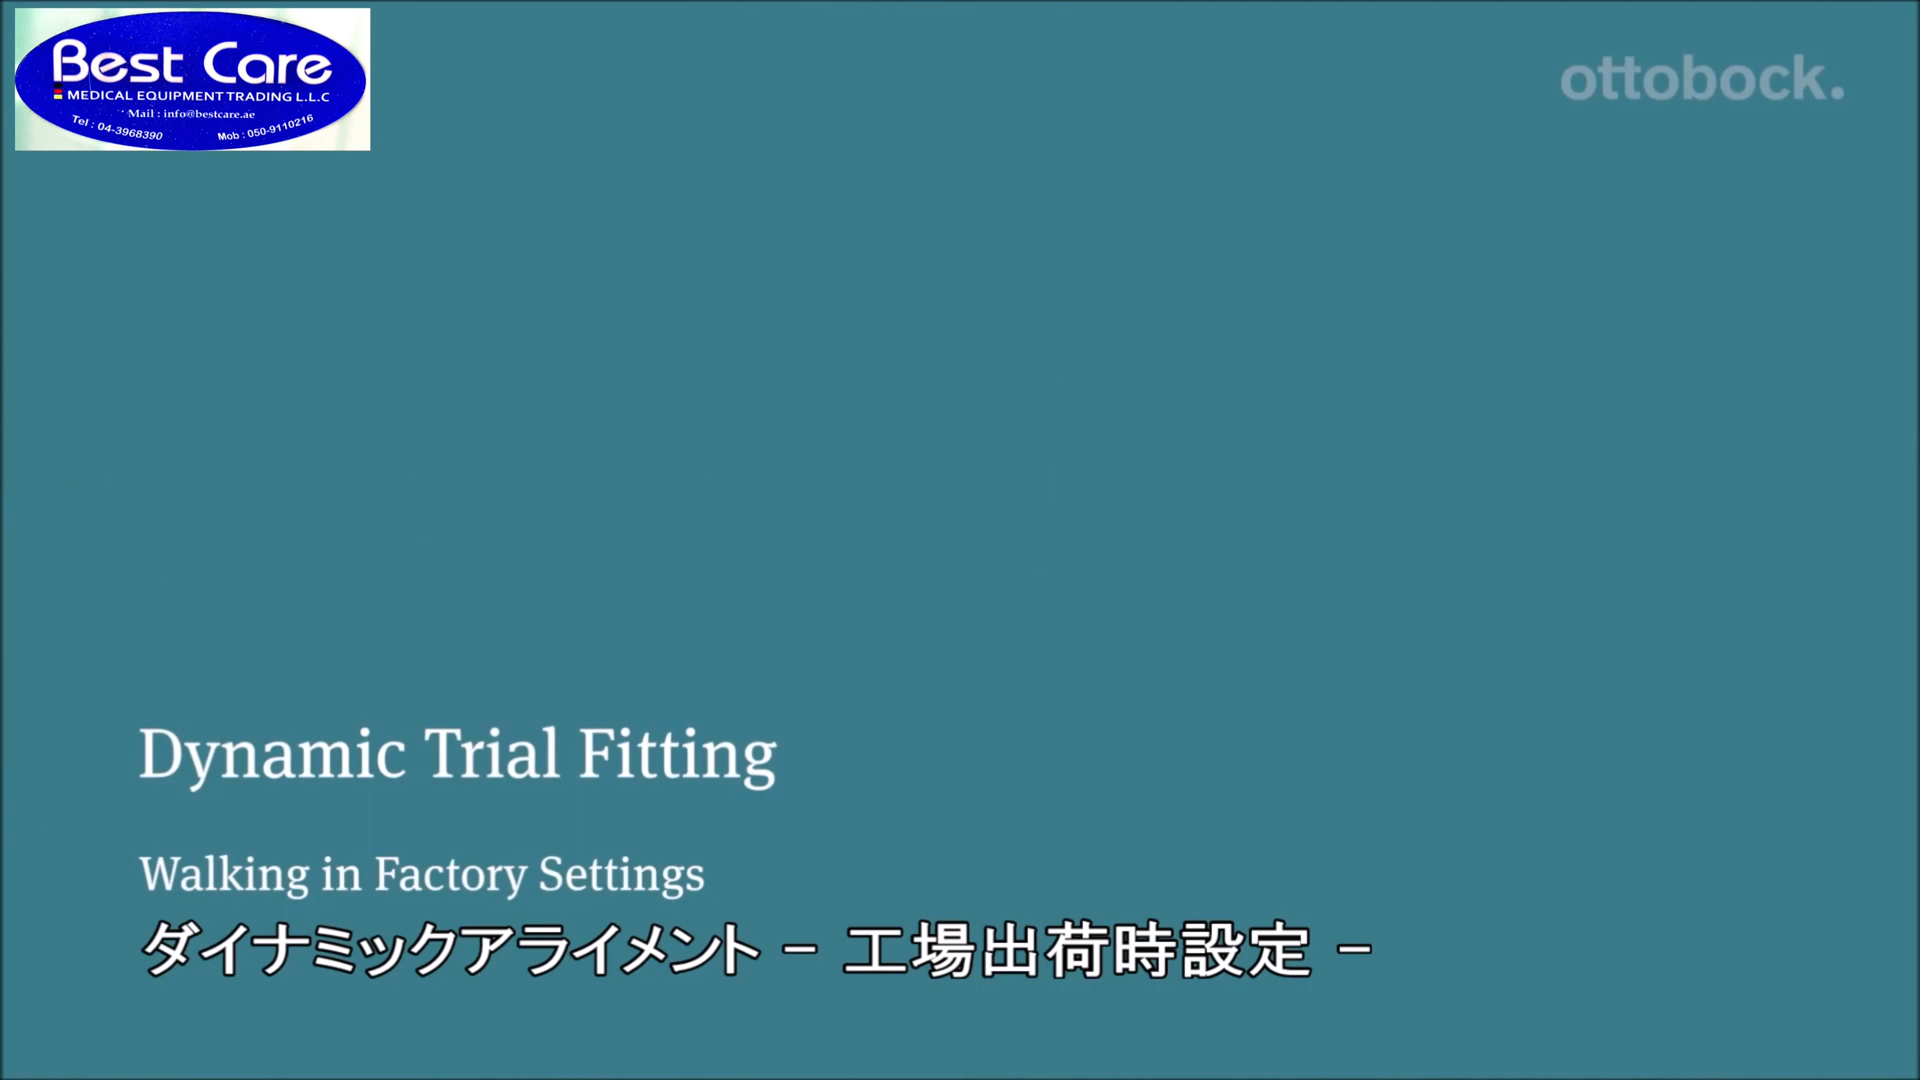 Best Care
MEDICAL EQUIPMENT TRADING L.L.C
Mail : info@bestcare.ae
Tel : 04-3968390
Mob : 050-9110216
ottobock.
Dynamic Trial Fitting
Walking in Factory Settings
ダイナミックアライメント － 工場出荷時設定 －